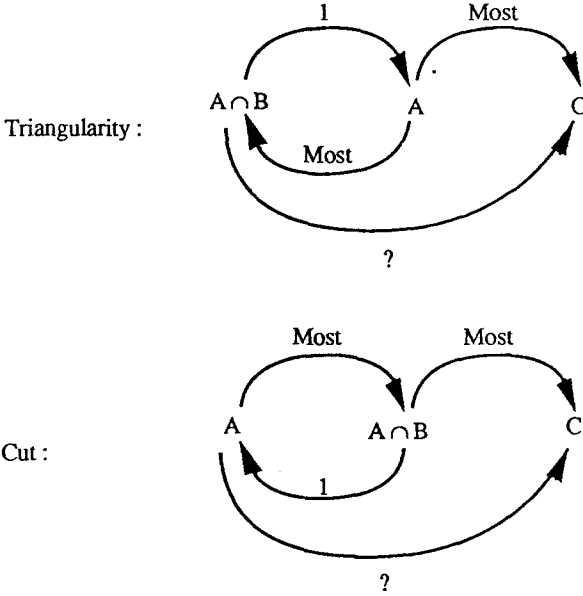 1 Most
A ∩ B A C
Triangularity :
Most
?
Most Most
A A ∩ B C
Cut :
1
?